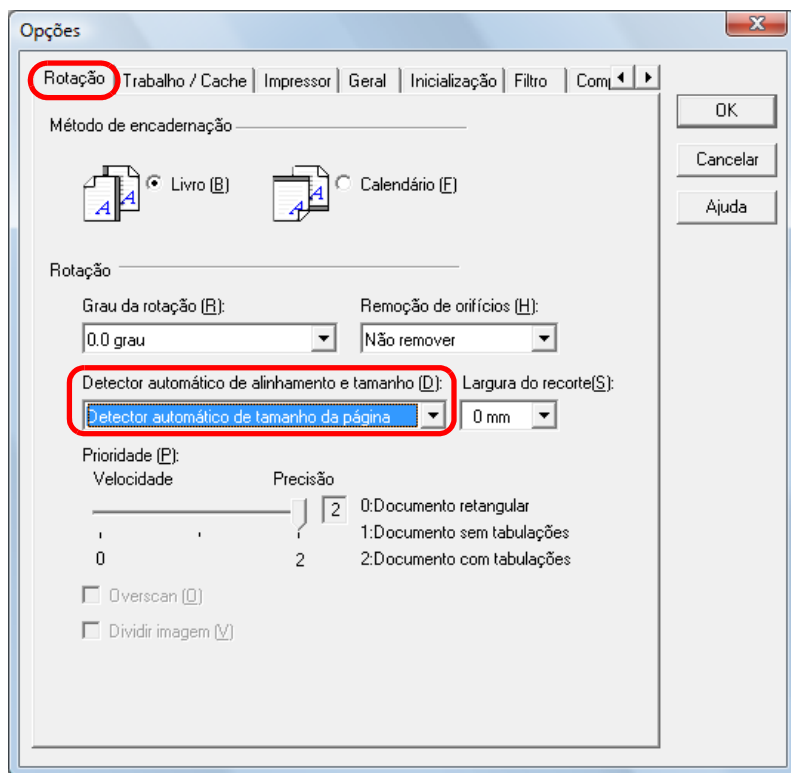 Opções
Rotação Trabalho / Cache Impressor Geral Inicialização Filtro
OK
Cancelar
Ajuda
Método de encadernação
Livro (B) Calendário (F)
Rotação
Grau da rotação (R): Remoção de orifícios (H):
0.0 grau Não remover
Detector automático de alinhamento e tamanho (D): Largura do recorte(S):
Detector automático de tamanho da página 0 mm
Prioridade (P):
Velocidade Precisão
2 0:Documento retangular
1:Documento sem tabulações
0 2 2:Documento com tabulações
Overscan (O)
Dividir imagem (V)